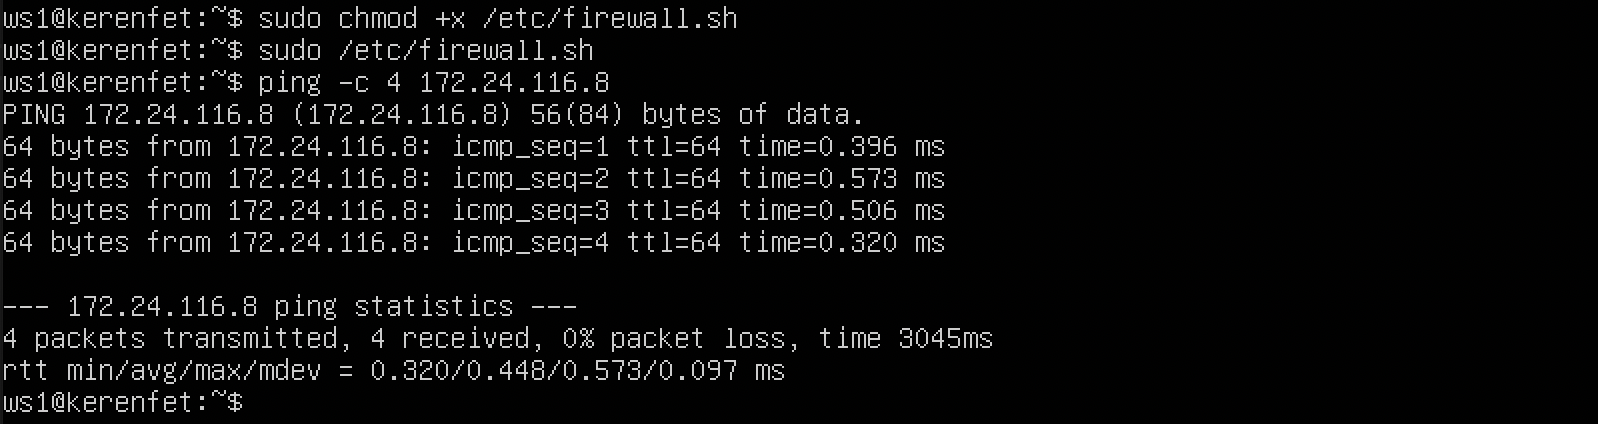 ws1@kerenfet:~$ sudo chmod +x /etc/firewall.sh
ws1@kerenfet:~$ sudo /etc/firewall.sh
ws1@kerenfet:~$ ping -c 4 172.24.116.8
PING 172.24.116.8 (172.24.116.8) 56(84) bytes of data.
64 bytes from 172.24.116.8: icmp_seq=1 ttl=64 time=0.396 ms
64 bytes from 172.24.116.8: icmp_seq=2 ttl=64 time=0.573 ms
64 bytes from 172.24.116.8: icmp_seq=3 ttl=64 time=0.506 ms
64 bytes from 172.24.116.8: icmp_seq=4 ttl=64 time=0.320 ms
--- 172.24.116.8 ping statistics ---
4 packets transmitted, 4 received, 0% packet loss, time 3045ms
rtt min/avg/max/mdev = 0.320/0.448/0.573/0.097 ms
ws1@kerenfet:~$